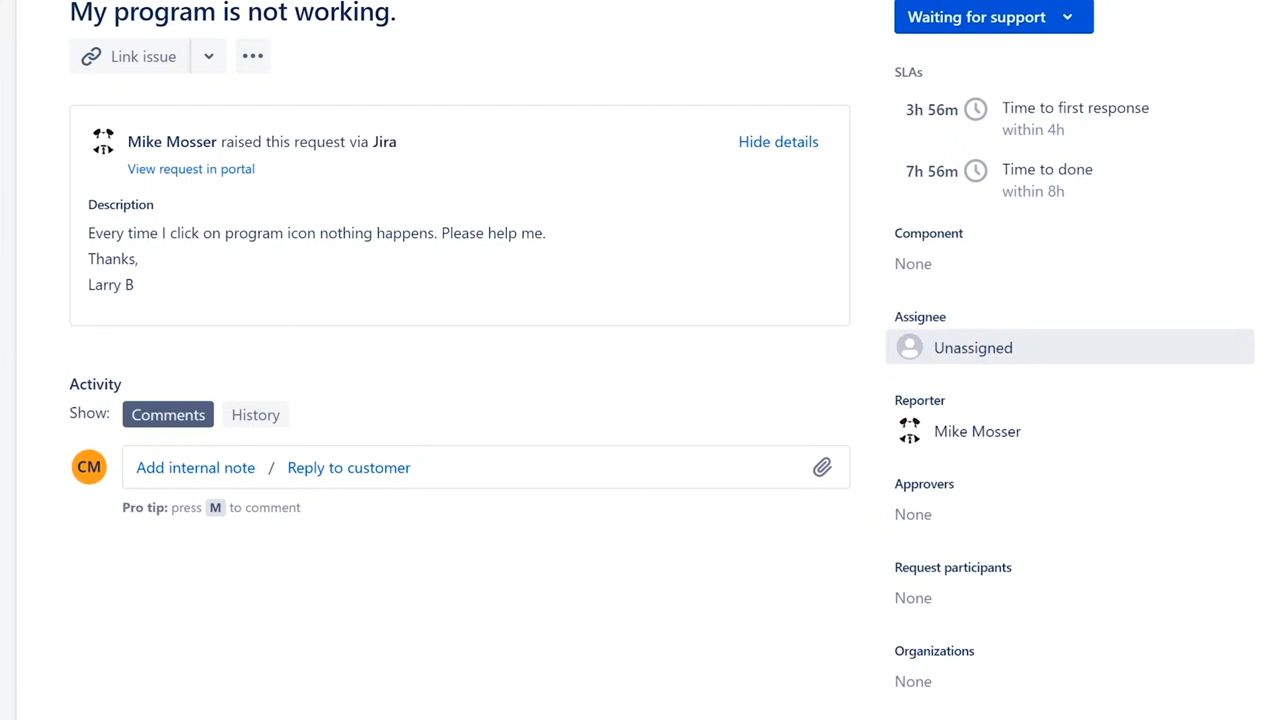 My program is not working.
Link issue
Mike Mosser raised this request via Jira
Hide details
View request in portal
Description
Every time I click on program icon nothing happens. Please help me.
Thanks,
Larry B
Activity
Show: Comments History
CM Add internal note / Reply to customer
Pro tip: press M to comment
Waiting for support
SLAs
3h 56m Time to first response
within 4h
7h 56m Time to done
within 8h
Component
None
Assignee
Unassigned
Reporter
Mike Mosser
Approvers
None
Request participants
None
Organizations
None